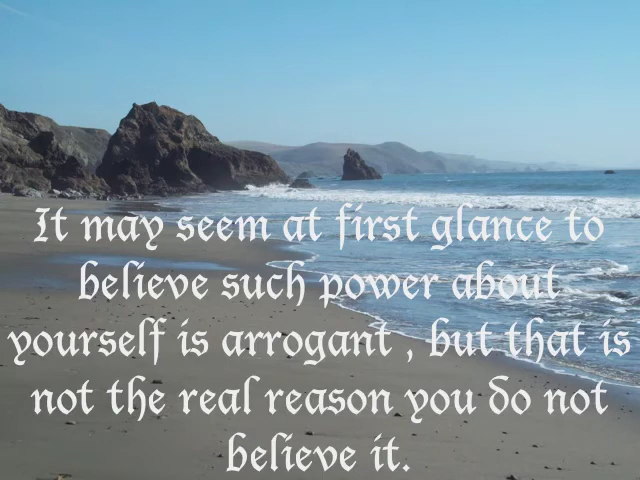 It may seem at first glance to
believe such power about
yourself is arrogant , but that is
not the real reason you do not
believe it.